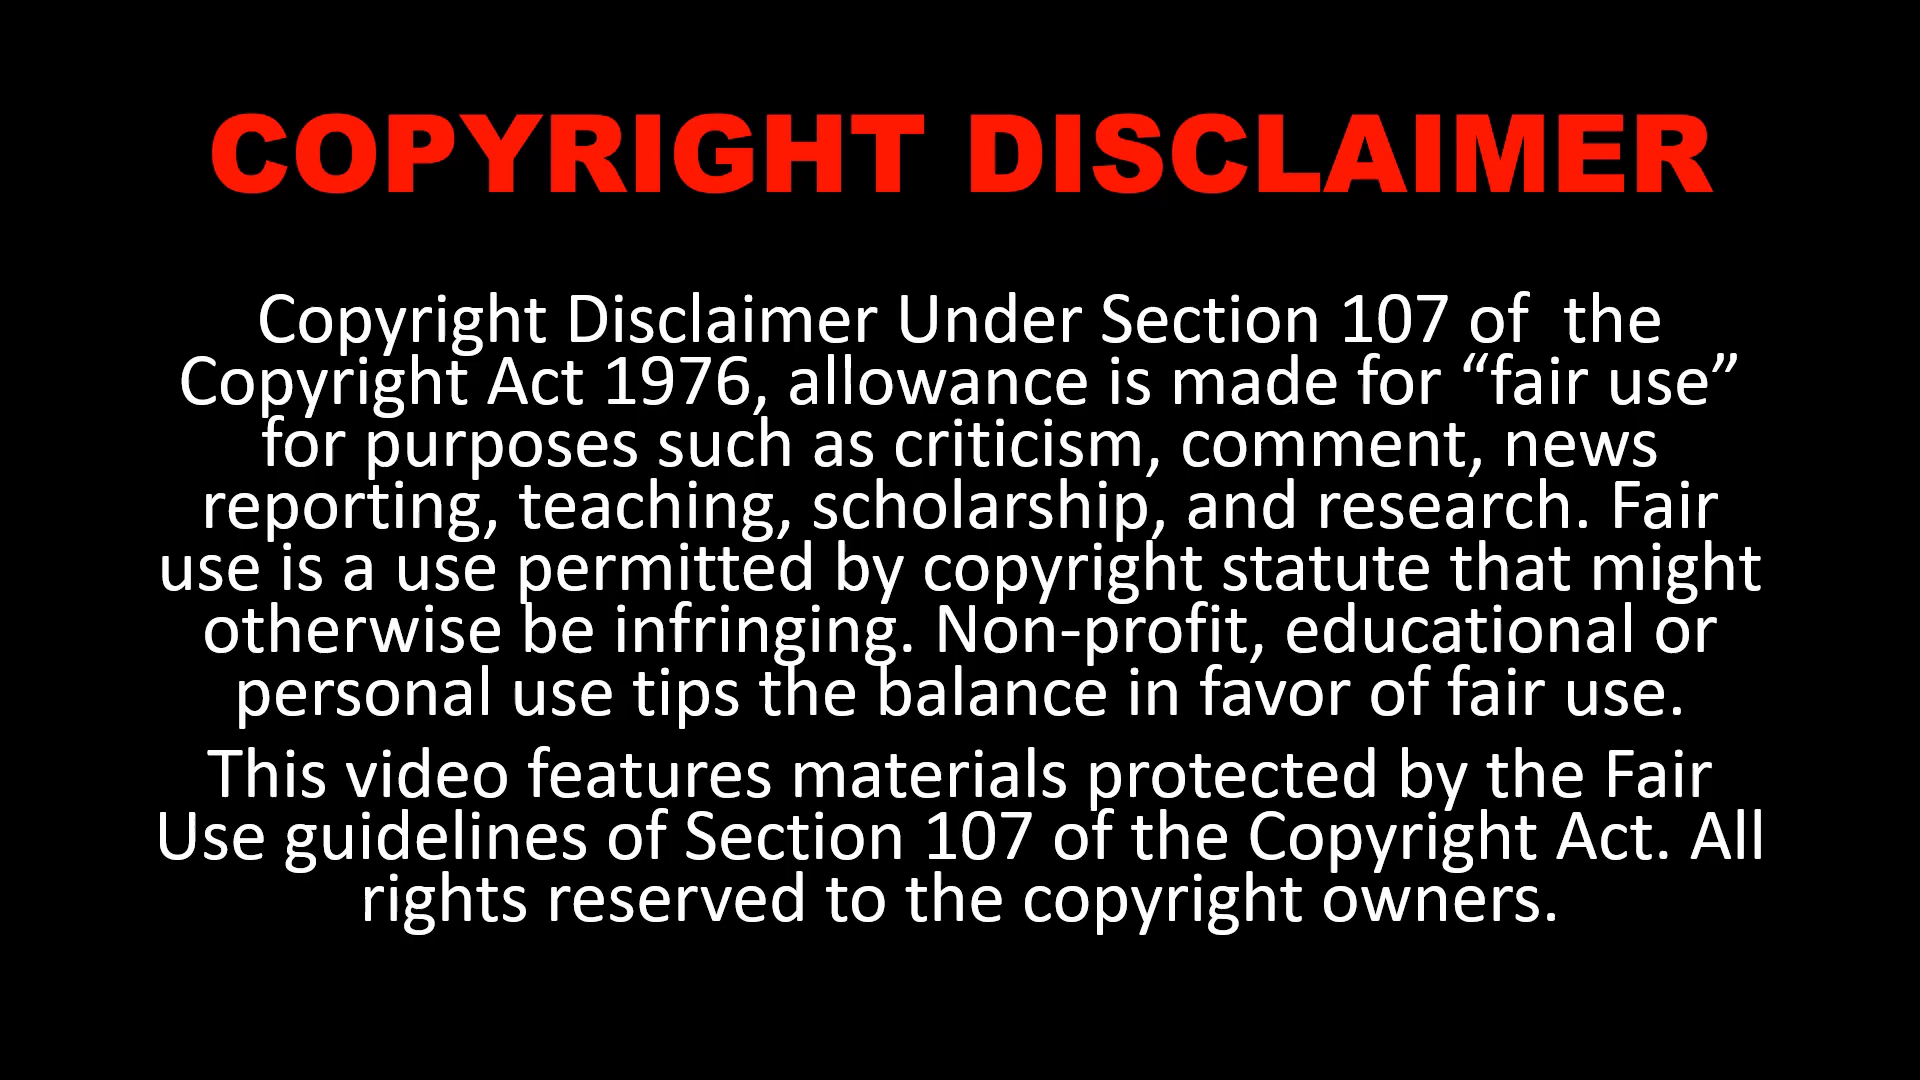 COPYRIGHT DISCLAIMER
Copyright Disclaimer Under Section 107 of  the
Copyright Act 1976, allowance is made for “fair use”
for purposes such as criticism, comment, news
reporting, teaching, scholarship, and research. Fair
use is a use permitted by copyright statute that might
otherwise be infringing. Non-profit, educational or
personal use tips the balance in favor of fair use.
This video features materials protected by the Fair
Use guidelines of Section 107 of the Copyright Act. All
rights reserved to the copyright owners.